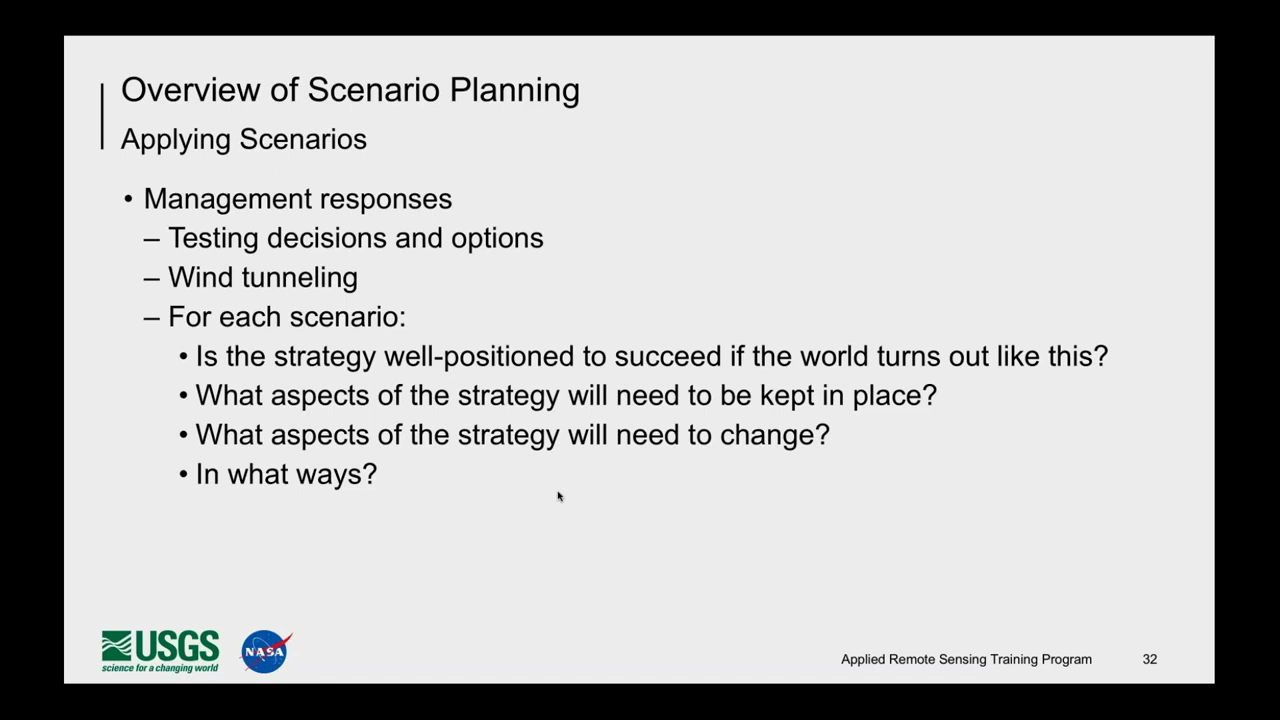 Overview of Scenario Planning
Applying Scenarios
• Management responses
– Testing decisions and options
– Wind tunneling
– For each scenario:
• Is the strategy well-positioned to succeed if the world turns out like this?
• What aspects of the strategy will need to be kept in place?
• What aspects of the strategy will need to change?
• In what ways?
USGS
science for a changing world
NASA
Applied Remote Sensing Training Program
32